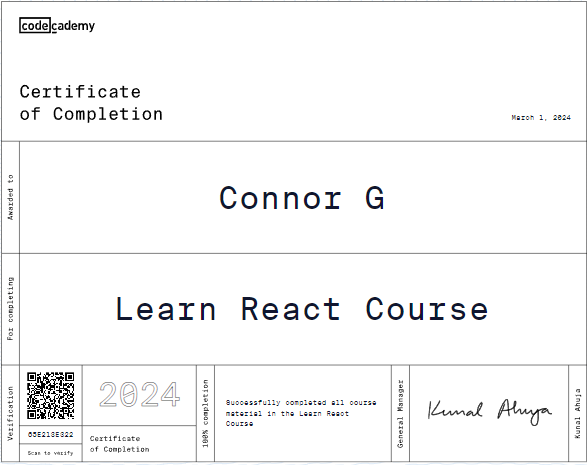 codecademy
Certificate
of Completion
March 1, 2024
Awarded to
Connor G
For completing
Learn React Course
Verification
65E213E322
Scan to verify
2024
Certificate
of Completion
100% completion
Successfully completed all course
material in the Learn React
Course
General Manager
Kunal Ahuja
Kunal Ahuja